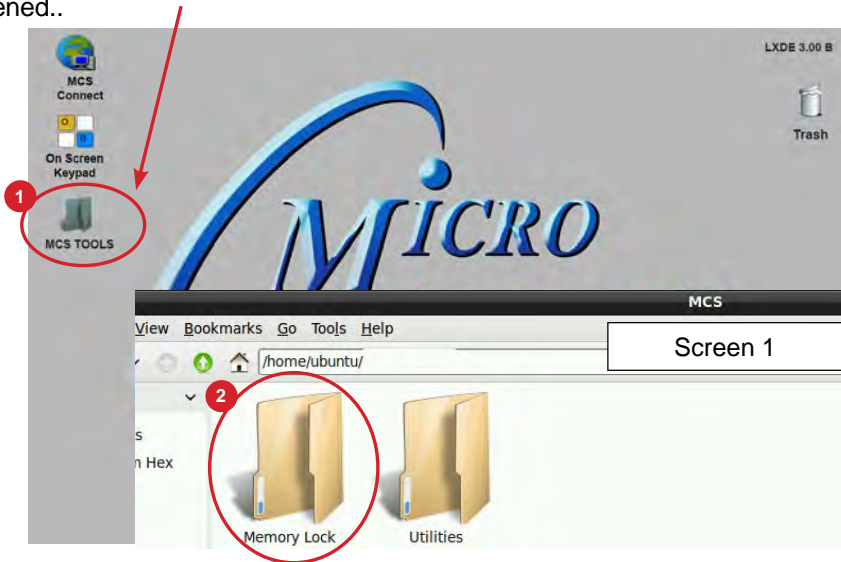 ened..
LXDE 3.00 B
MCS
Connect
Trash
On Screen
Keypad
1
MCS TOOLS
MICRO
MCS
View Bookmarks Go Tools Help
Screen 1
/home/ubuntu/
2
s
n Hex
Memory Lock
Utilities